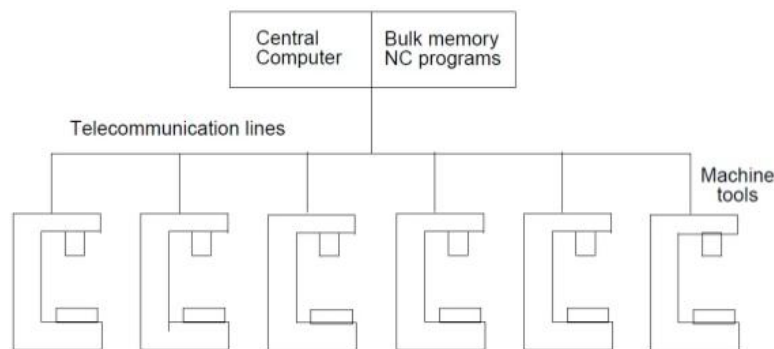 Central
Computer
Bulk memory
NC programs
Telecommunication lines
Machine
tools